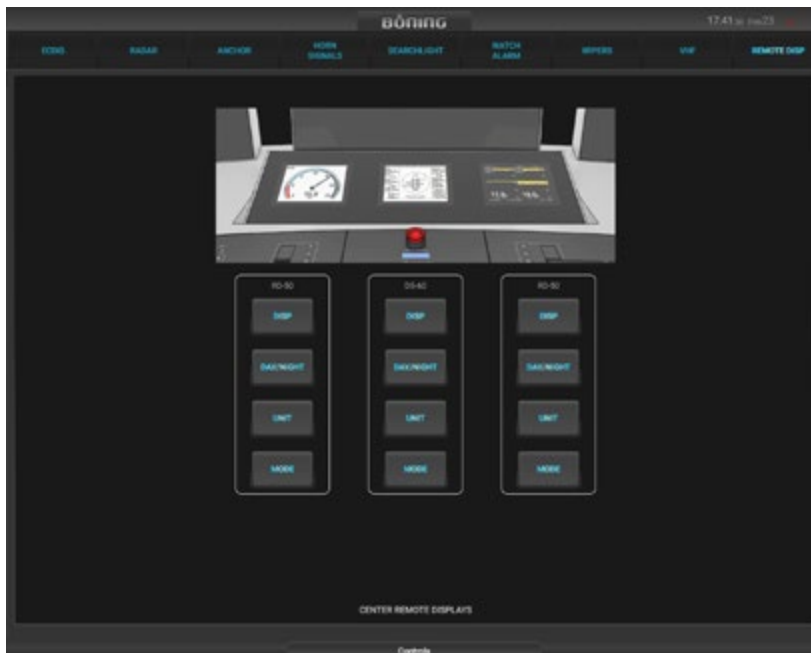 BÖNING
17:41
ECDIS
RADAR
ANCHOR
HORN
SIGNALS
SEARCHLIGHT
WATCH
ALARM
WIPERS
VHF
REMOTE DISP
RD-50
DS-60
RD-50
DISP
DISP
DISP
DAY/NIGHT
DAY/NIGHT
DAY/NIGHT
UNIT
UNIT
UNIT
MODE
MODE
MODE
CENTER REMOTE DISPLAYS
Controls